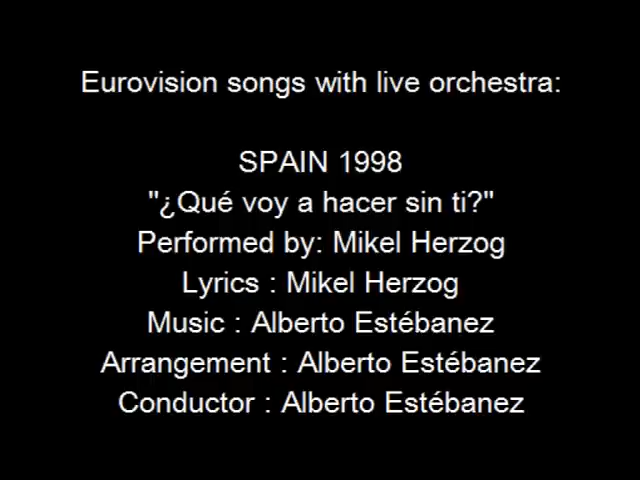 Eurovision songs with live orchestra:
SPAIN 1998
"¿Qué voy a hacer sin ti?"
Performed by: Mikel Herzog
Lyrics : Mikel Herzog
Music : Alberto Estébanez
Arrangement : Alberto Estébanez
Conductor : Alberto Estébanez